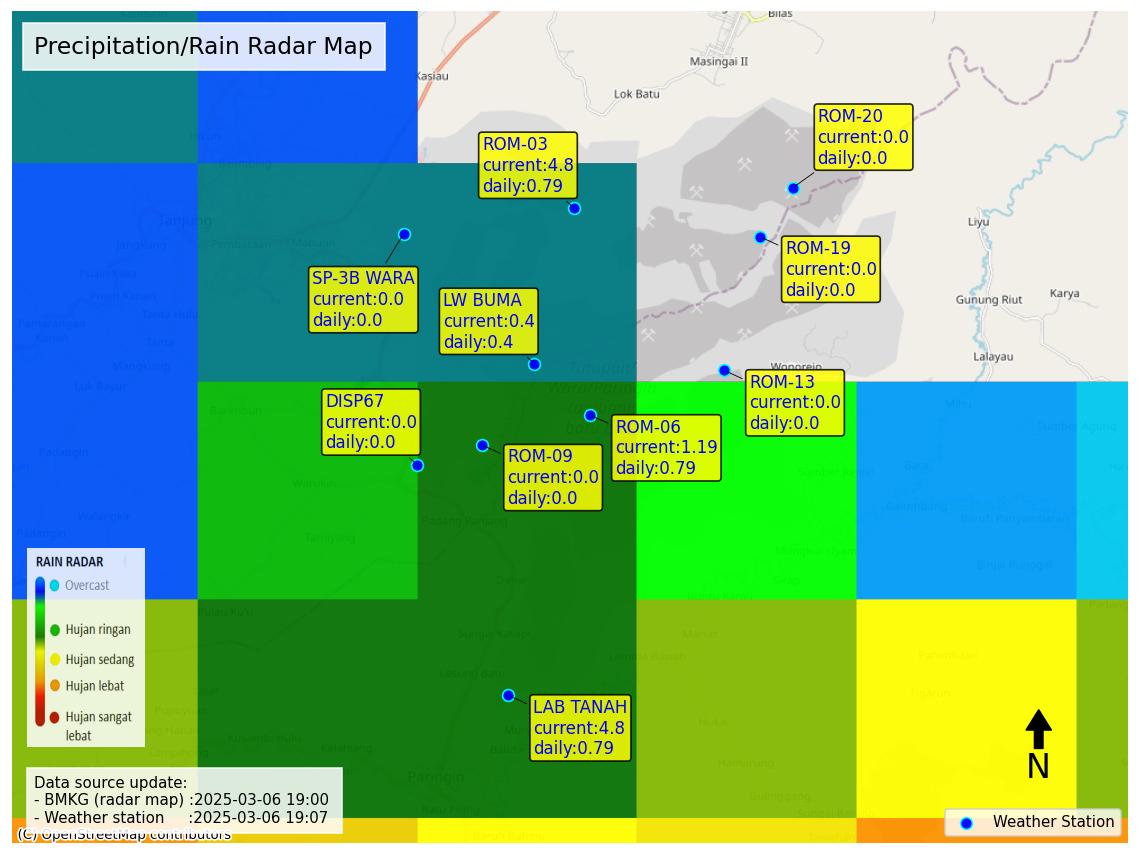 Precipitation/Rain Radar Map
Bilas
Masingai II
Kasiau
Lok Batu
ROM-20
current:0.0
daily:0.0
ROM-03
current:4.8
daily:0.79
Tanjung
Liyu
ROM-19
current:0.0
daily:0.0
SP-3B WARA
current:0.0
daily:0.0
LW BUMA
current:0.4
daily:0.4
Gunung Riut
Karya
Lalayau
Wonorejo
ROM-13
current:0.0
daily:0.0
DISP67
current:0.0
daily:0.0
ROM-06
current:1.19
daily:0.79
ROM-09
current:0.0
daily:0.0
Padang Panjang
Warukin
Tamiyang
Dahai
RAIN RADAR
Overcast
Hujan ringan
Hujan sedang
Hujan lebat
Hujan sangat
lebat
LAB TANAH
current:4.8
daily:0.79
Paringin
N
Data source update:
- BMKG (radar map) :2025-03-06 19:00
- Weather station :2025-03-06 19:07
(C) OpenStreetMap contributors
Weather Station